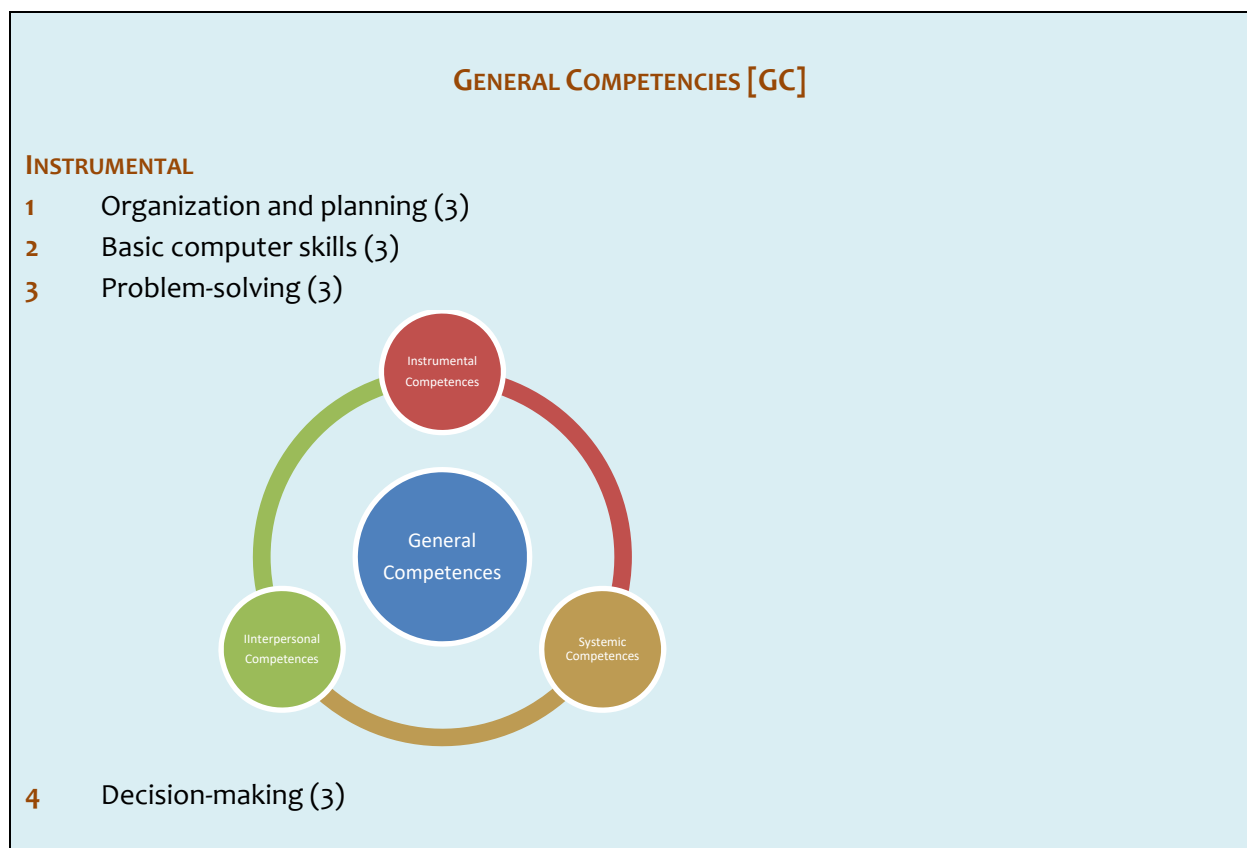 GENERAL COMPETENCIES [GC]
INSTRUMENTAL
1 Organization and planning (3)
2 Basic computer skills (3)
3 Problem-solving (3)
Instrumental
Competences
General
Competences
IInterpersonal
Competences
Systemic
Competences
4 Decision-making (3)